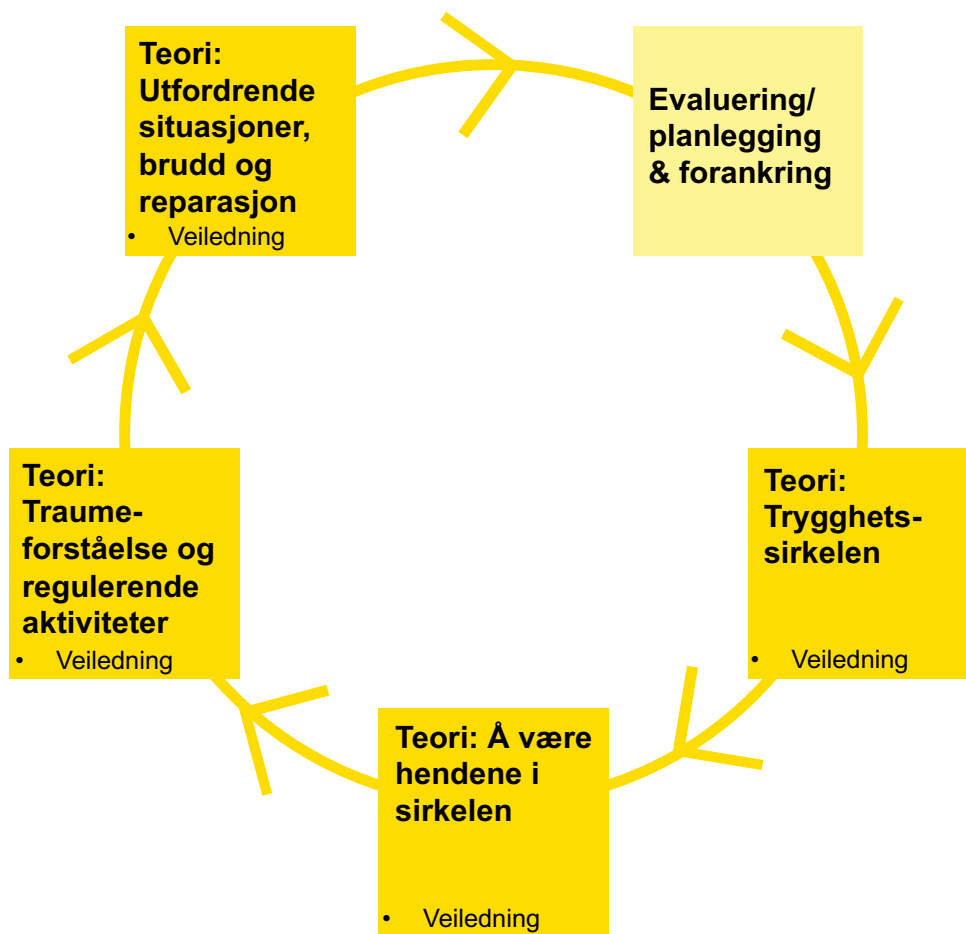 Teori:
Utfordrende
situasjoner,
brudd og
reparasjon
• Veiledning
Evaluering/
planlegging
& forankring
Teori:
Trygghets-
sirkelen
• Veiledning
Teori: Å være
hendene i
sirkelen
• Veiledning
Teori:
Traume-
forståelse og
regulerende
aktiviteter
• Veiledning